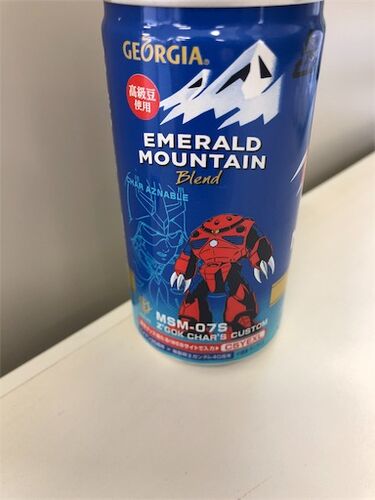 GEORGIA®
高級豆
使用
EMERALD
MOUNTAIN
Blend
CHAR AZNABLE
MSM-07S
Z'GOK CHAR'S CUSTOM